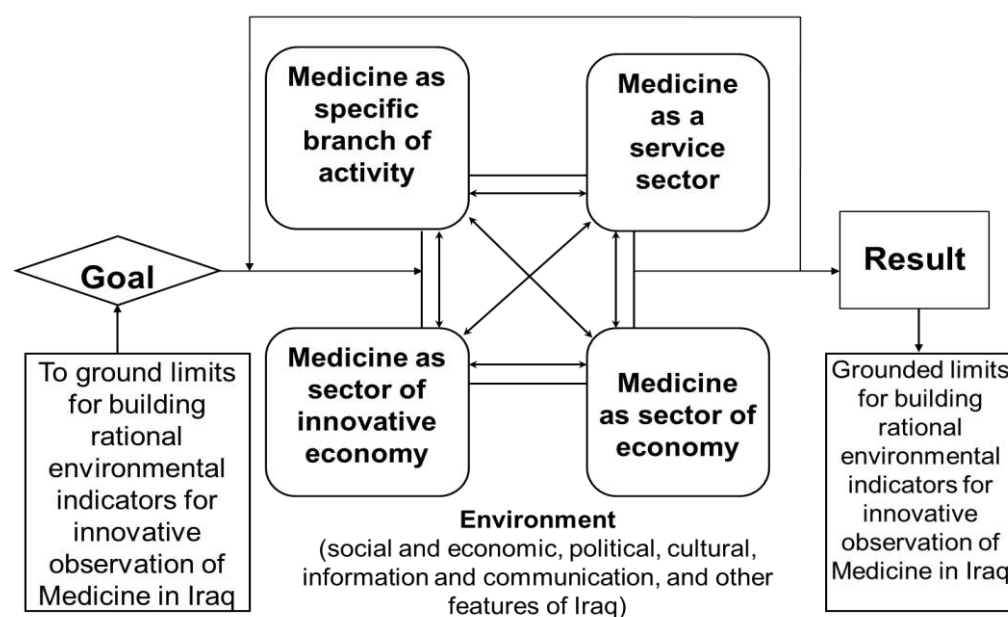 Medicine as
specific
branch of
activity
Medicine
as a
service
sector
Goal
Result
To ground limits
for building
rational
environmental
indicators for
innovative
observation of
Medicine in Iraq
Medicine as
sector of
innovative
economy
Medicine
as sector of
economy
Grounded limits
for building
rational
environmental
indicators for
innovative
observation of
Medicine in Iraq
Environment
(social and economic, political, cultural,
information and communication, and other
features of Iraq)